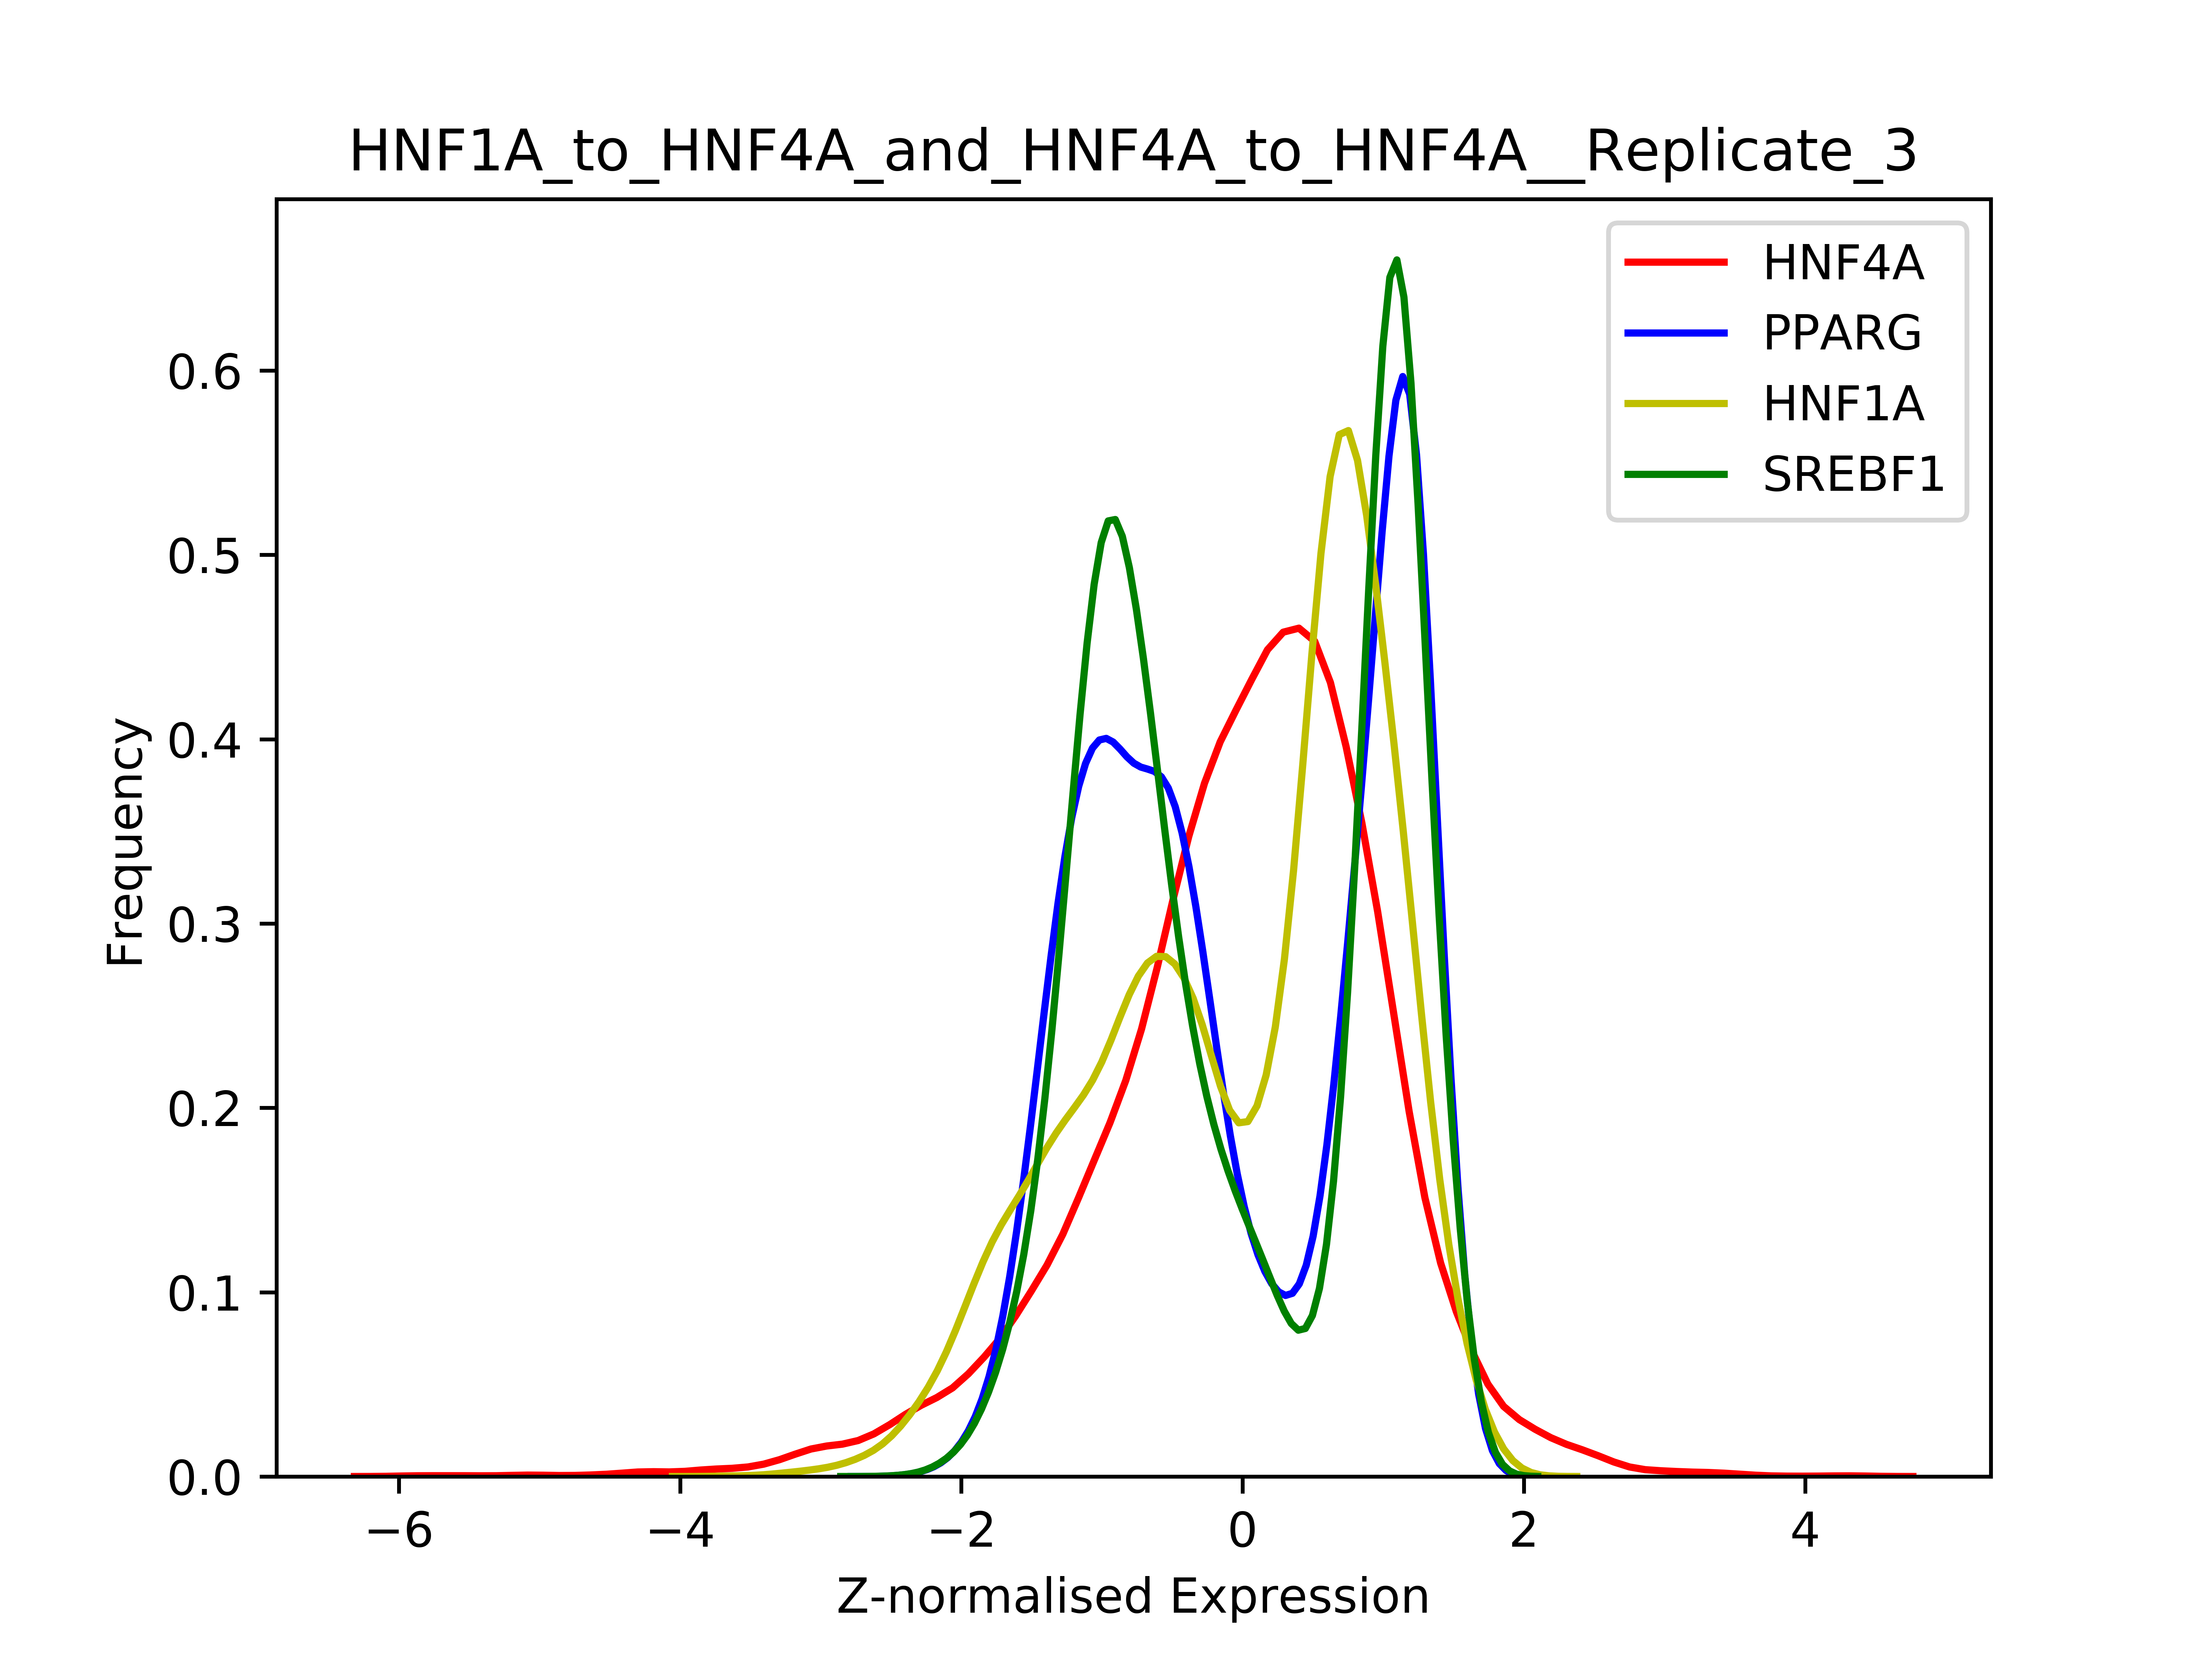 HNF1A_to_HNF4A_and_HNF4A_to_HNF4A__Replicate_3
HNF4A
PPARG
HNF1A
SREBF1
Frequency
0.6
0.5
0.4
0.3
0.2
0.1
0.0
−6 −4 −2 0 2 4
Z-normalised Expression